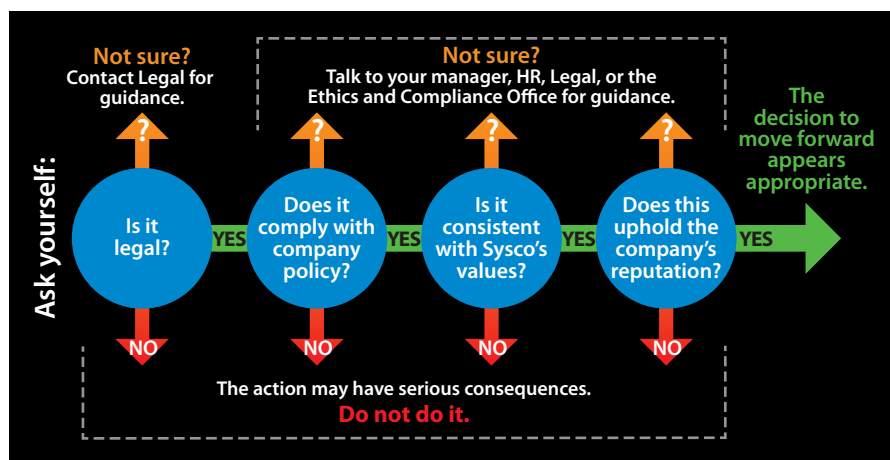 Not sure?
Contact Legal for
guidance.
Not sure?
Talk to your manager, HR, Legal, or the
Ethics and Compliance Office for guidance.
The
decision to
move forward
appears
appropriate.
?
?
?
?
Ask yourself:
Is it
legal?
YES
Does it
comply with
company
policy?
YES
Is it
consistent
with Sysco’s
values?
YES
Does this
uphold the
company’s
reputation?
YES
NO
NO
NO
NO
The action may have serious consequences.
Do not do it.